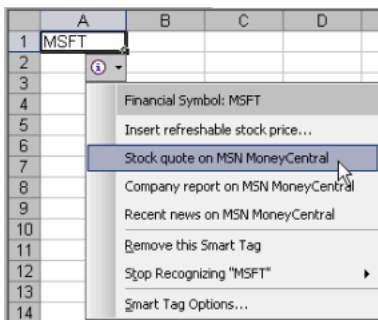 A B C D
1 MSFT
2
3
4 Financial Symbol: MSFT
5 Insert refreshable stock price...
6
7 Stock quote on MSN MoneyCentral
8 Company report on MSN MoneyCentral
9 Recent news on MSN MoneyCentral
10
11 Remove this Smart Tag
12 Stop Recognizing "MSFT"
13
14 Smart Tag Options...